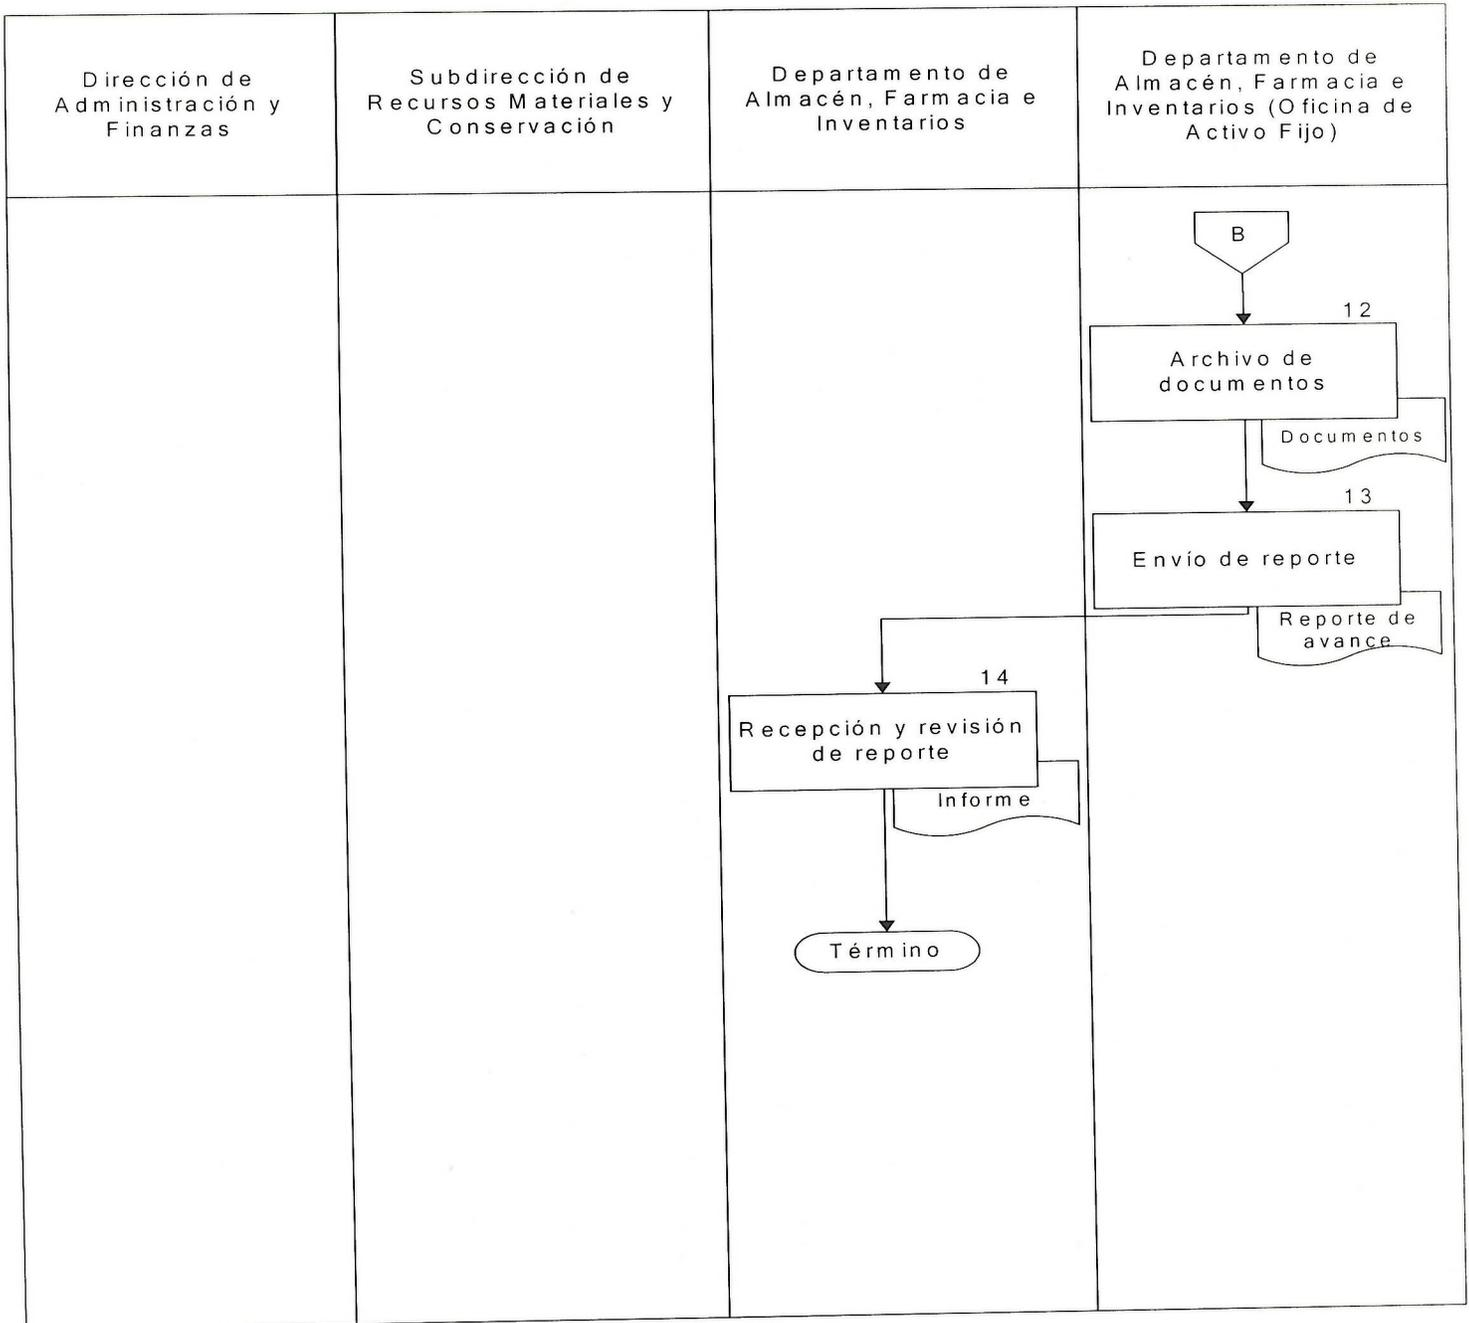 Dirección de
Administración y
Finanzas
Subdirección de
Recursos Materiales y
Conservación
Departamento de
Almacén, Farmacia e
Inventarios
Departamento de
Almacén, Farmacia e
Inventarios (Oficina de
Activo Fijo)
B
12
Archivo de
documentos
Documentos
13
Envío de reporte
Reporte de
avance
14
Recepción y revisión
de reporte
Informe
Término